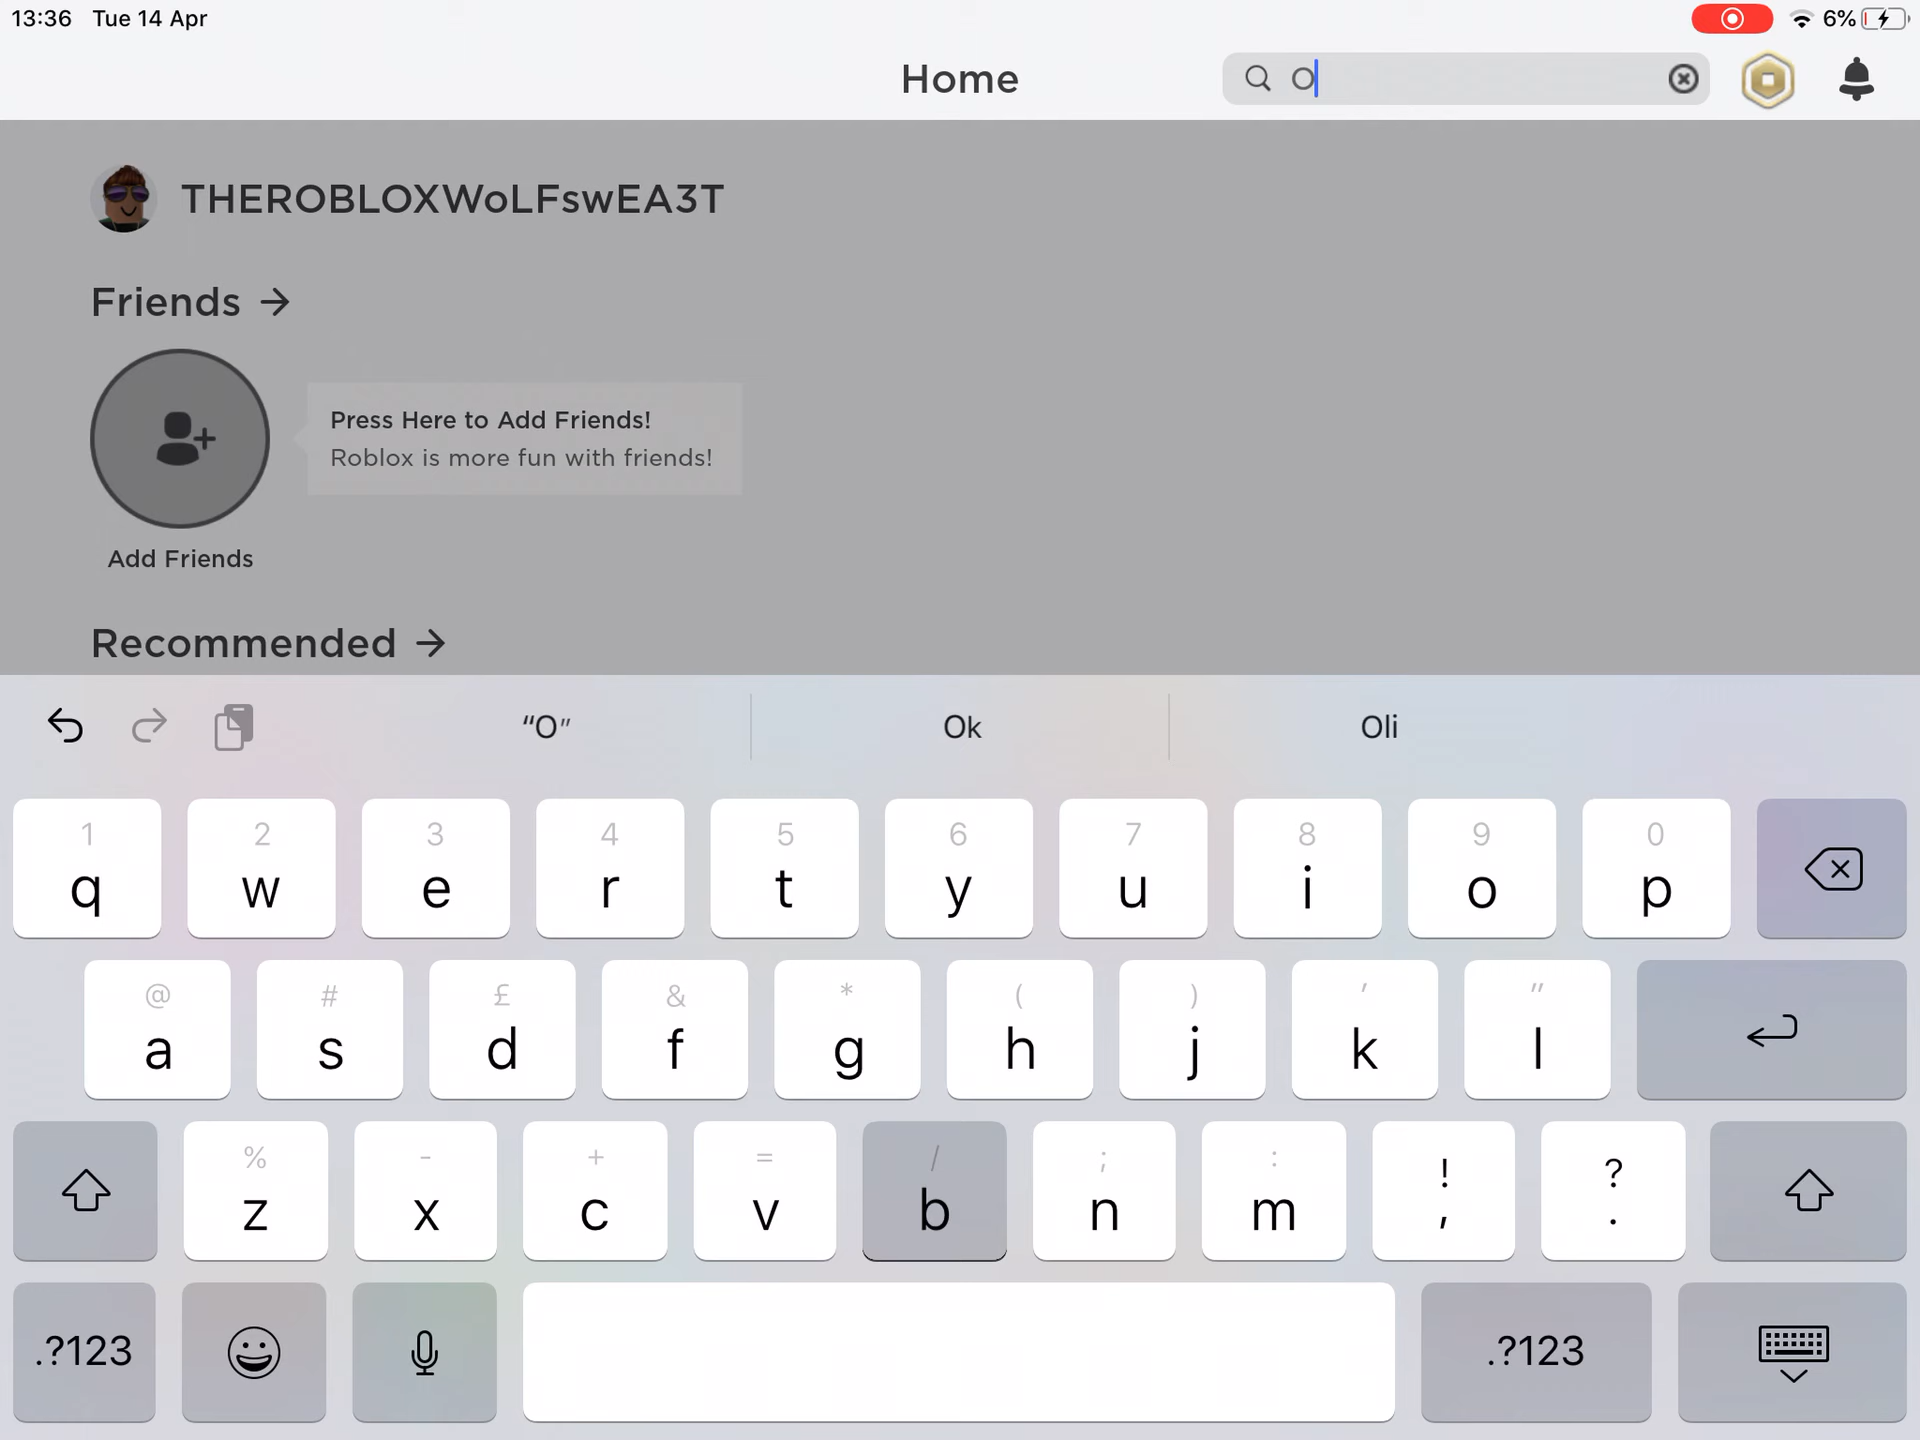 13:36 Tue 14 Apr
6%
Home
O
THEROBLOXWoLFswEA3T
Friends →
Press Here to Add Friends!
Roblox is more fun with friends!
Add Friends
Recommended →
“O” Ok Oli
1 2 3 4 5 6 7 8 9 0
q w e r t y u i o p
@ # £ & * ( ) ' "
a s d f g h j k l
% - + = / ; : ! ?
z x c v b n m , .
.?123 .?123